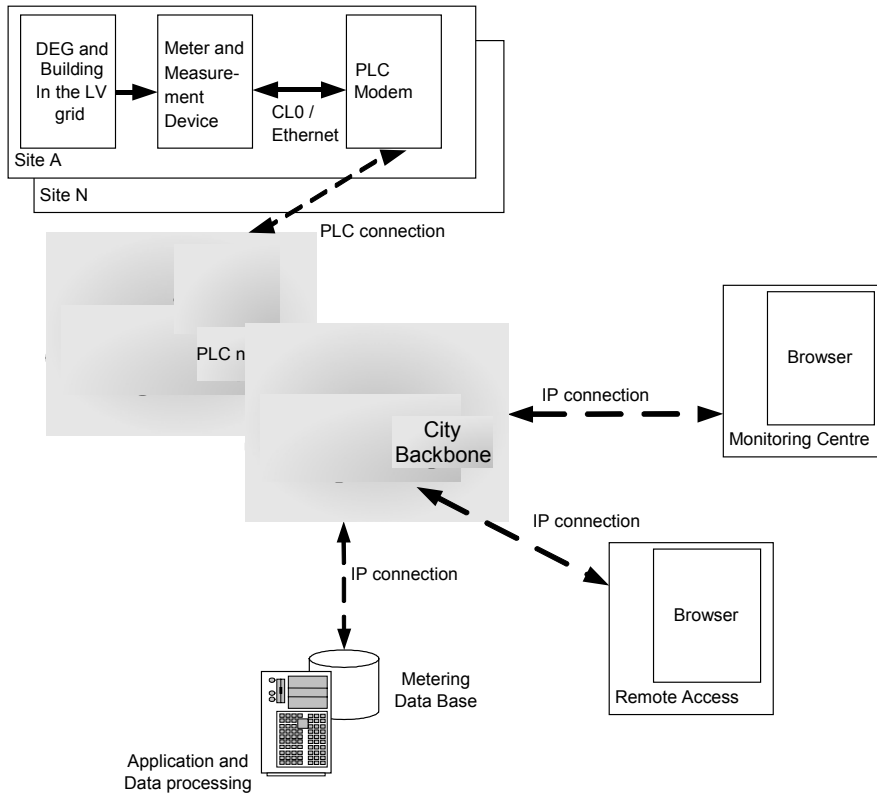 DEG and
Building
In the LV
grid
Meter and
Measure-
ment
Device
CL0 /
Ethernet
PLC
Modem
Site A
Site N
PLC connection
PLC n
City
Backbone
IP connection
Browser
Monitoring Centre
IP connection
Browser
Remote Access
IP connection
Metering
Data Base
Application and
Data processing